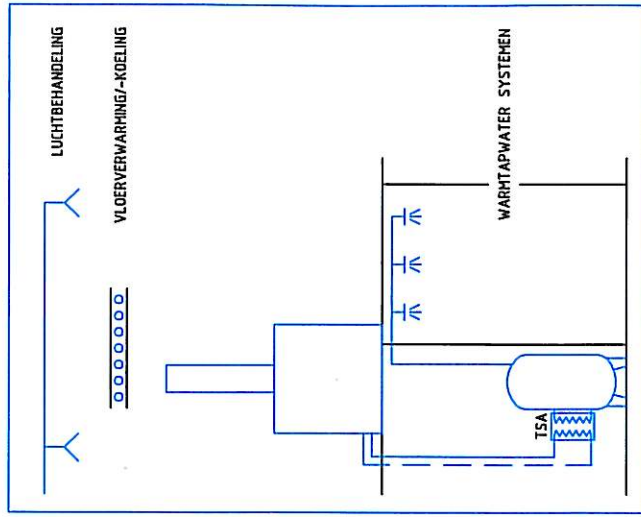 LUCHTBEHANDELING
VLOERVERWARMING/-KOELING
WARMTAPWATER SYSTEMEN
TSA